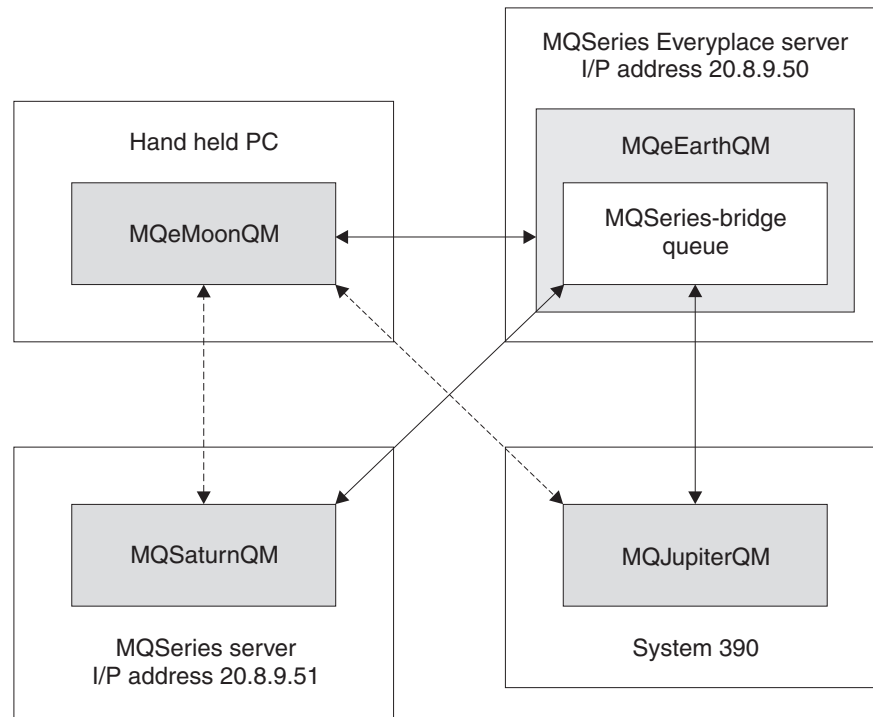 MQSeries Everyplace server
I/P address 20.8.9.50
Hand held PC
MQeEarthQM
MQeMoonQM
MQSeries-bridge
queue
MQSaturnQM
MQJupiterQM
MQSeries server
I/P address 20.8.9.51
System 390